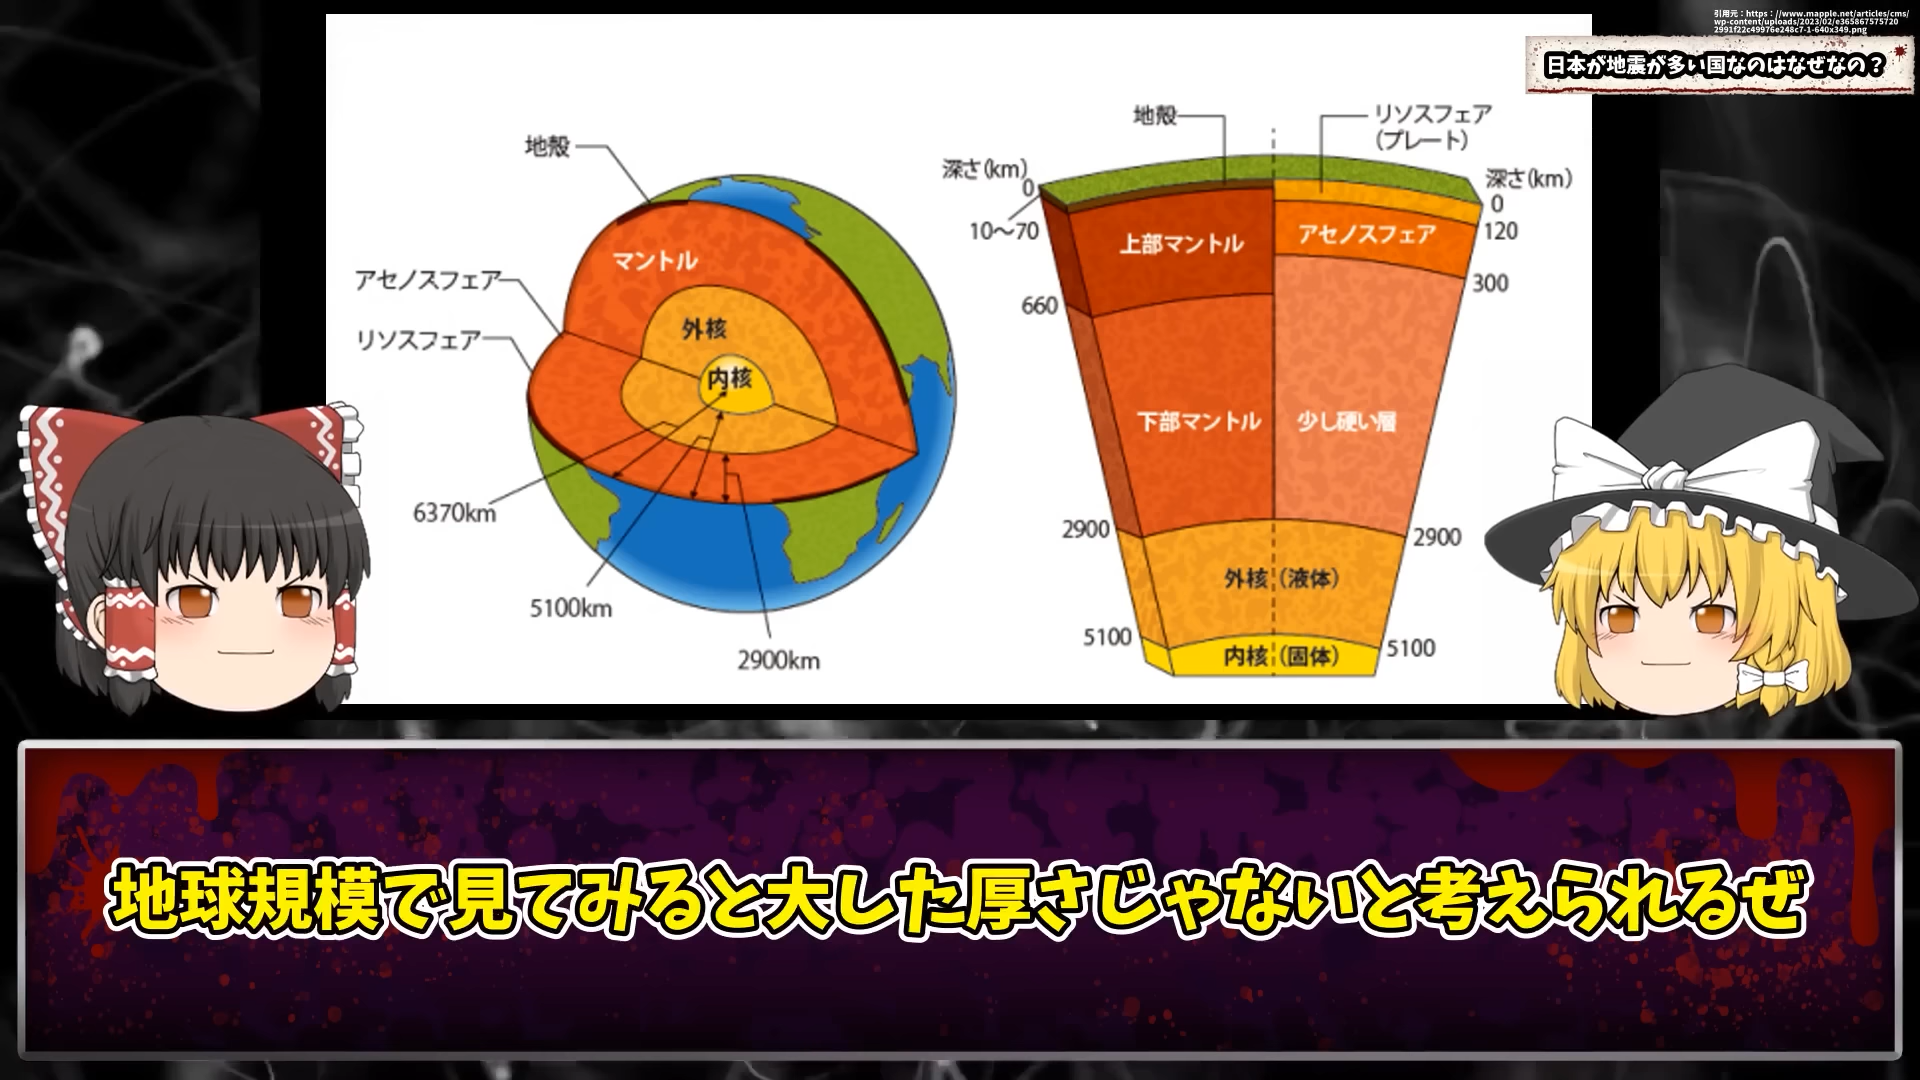 引用元：https：//www.mapple.net/articles/cms/
wp-content/uploads/2023/02/e365867575720
2991f22c49976e248c7-1-640x349.png
日本が地震が多い国なのはなぜなの？
地殻
アセノスフェア
リソスフェア
マントル
外核
内核
6370km
5100km
2900km
地殻
リソスフェア
（プレート）
深さ(km)
0
10〜70
660
2900
5100
深さ(km)
0
120
300
2900
5100
上部マントル
アセノスフェア
下部マントル
少し硬い層
外核（液体）
内核（固体）
地球規模で見てみると大した厚さじゃないと考えられるぜ